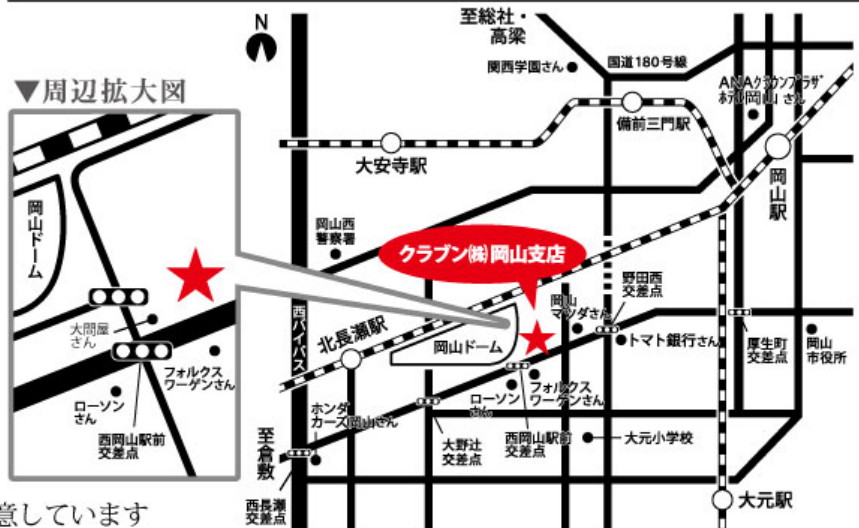 N
至総社・
高梁
国道180号線
関西学園さん
ANAクラウンプラザ
ホテル岡山 さん
備前三門駅
大安寺駅
岡山駅
▼周辺拡大図
岡山ドーム
大問屋
さん
フォルクス
ワーゲンさん
ローソン
さん
西岡山駅前
交差点
岡山西
警察署
クラブン㈱岡山支店
西バイパス
北長瀬駅
岡山ドーム
岡山
マツダさん
野田西
交差点
トマト銀行さん
厚生町
交差点
岡山
市役所
フォルクス
ワーゲンさん
ローソン
さん
ホンダ
カーズ岡山さん
大野辻
交差点
西岡山駅前
交差点
大元小学校
至倉敷
西長瀬
交差点
大元駅
意しています